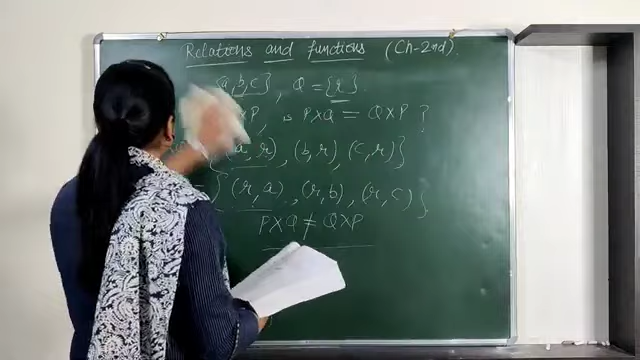 Relations and functions (Ch-2nd).
{a,b,c}, Q = {r}.
×P, is P×Q = Q×P ?
(a, r), (b, r), (c, r)}
(r, a), (r, b), (r, c)}
P×Q ≠ Q×P